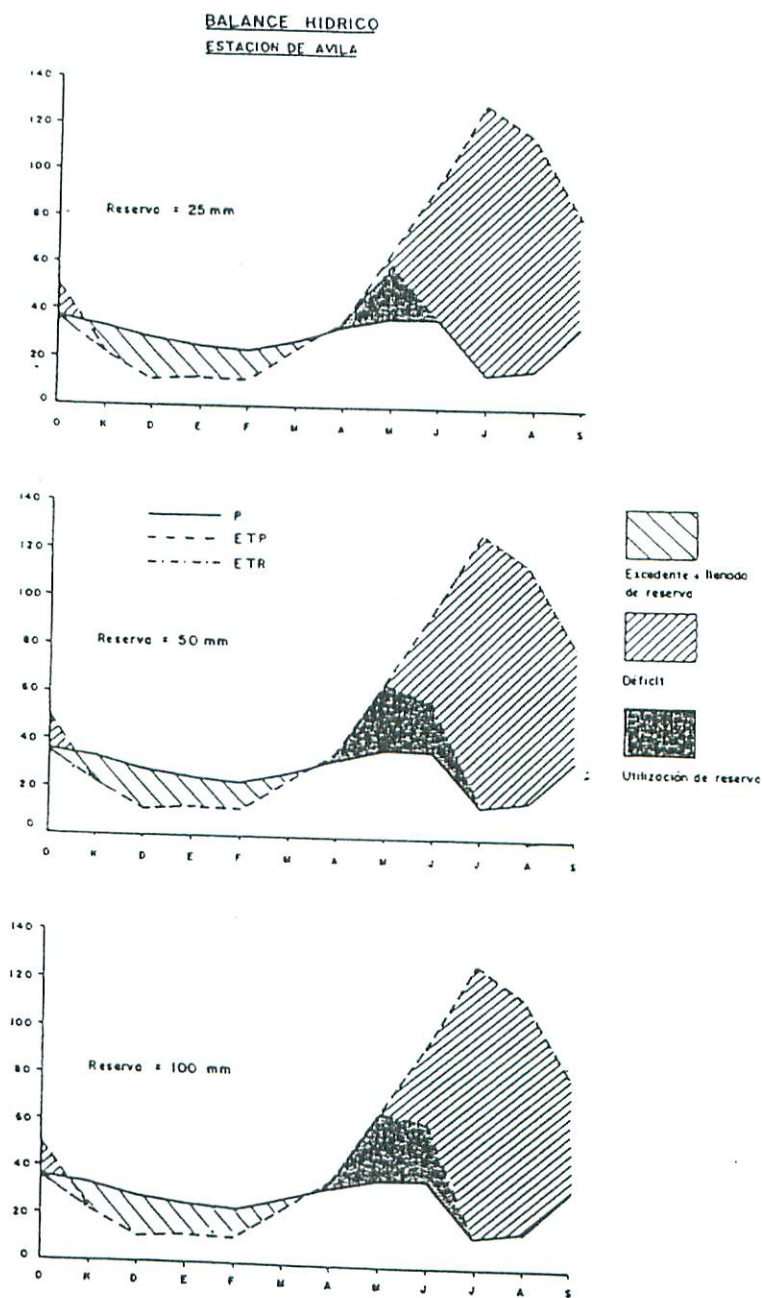 BALANCE HIDRICO
ESTACION DE AVILA
140
120
100
80
60
40
20
0
Reserva = 25 mm
O K D E F M A M J J A S
140
120
100
80
60
40
20
0
P
ETP
ETR
Reserva = 50 mm
O K D E F M A M J J A S
Excedente + llenado
de reserva
Déficit
Utilización de reserva
140
120
100
80
60
40
20
0
Reserva = 100 mm
O K D E F M A M J J A S